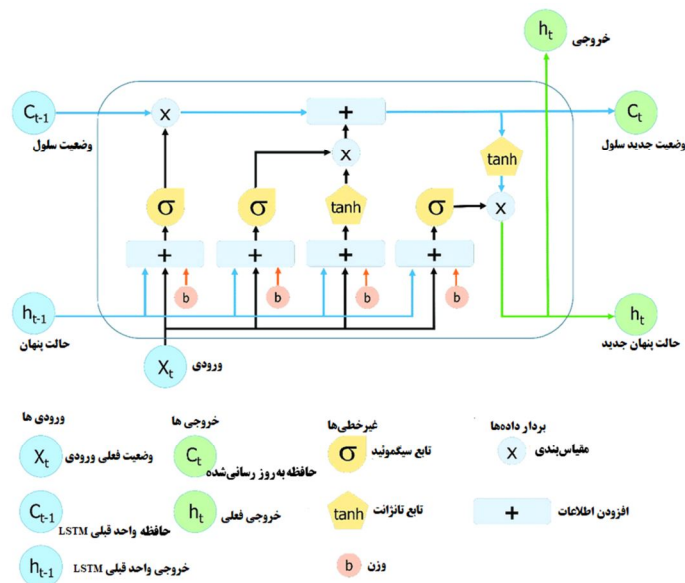 hₜ خروجی
Cₜ₋₁ x + Cₜ
وضعیت سلول وضعیت جدید سلول
x tanh
σ σ tanh σ x
+ + + +
b b b b
hₜ₋₁ hₜ
حالت پنهان حالت پنهان جدید
Xₜ ورودی
ورودی ها
Xₜ وضعیت فعلی ورودی
Cₜ₋₁ حافظه واحد قبلی LSTM
hₜ₋₁ خروجی واحد قبلی LSTM
خروجی ها
Cₜ حافظه به‌روز رسانی‌شده
hₜ خروجی فعلی
غیرخطی‌ها
σ تابع سیگموئید
tanh تابع تانژانت
b وزن
بردار داده‌ها
x مقیاس‌بندی
+ افزودن اطلاعات